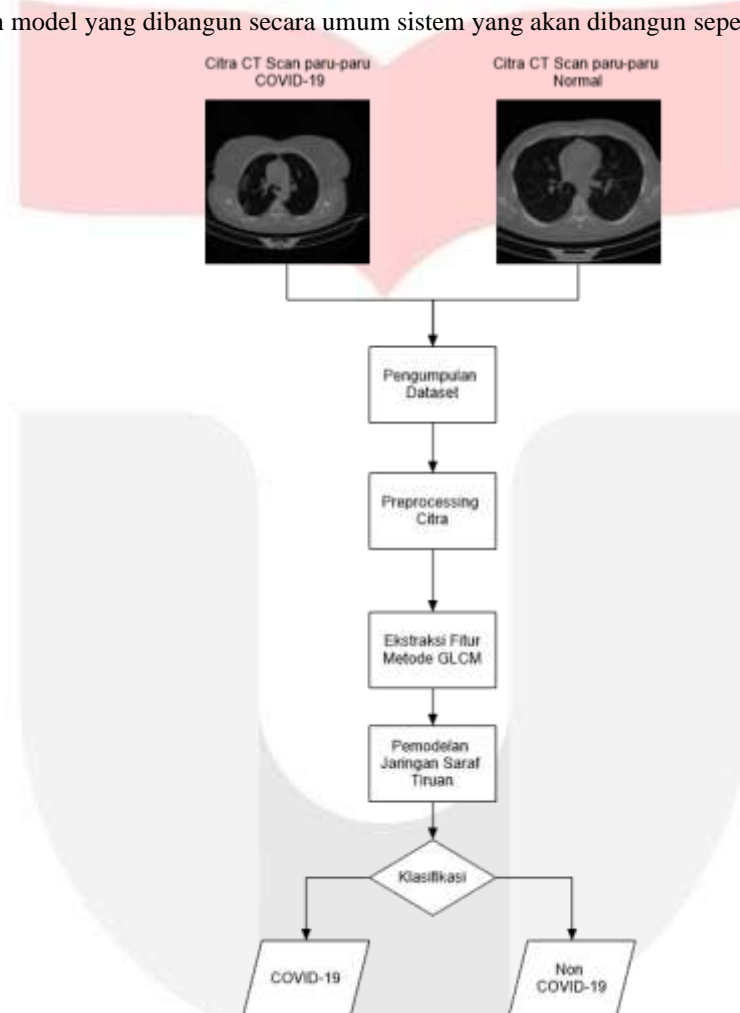 model yang dibangun secara umum sistem yang akan dibangun
Citra CT Scan paru-paru
COVID-19
Citra CT Scan paru-paru
Normal
Pengumpulan
Dataset
Preprocessing
Citra
Ekstraksi Fitur
Metode GLCM
Pemodelan
Jaringan Saraf
Tiruan
Klasifikasi
COVID-19
Non
COVID-19